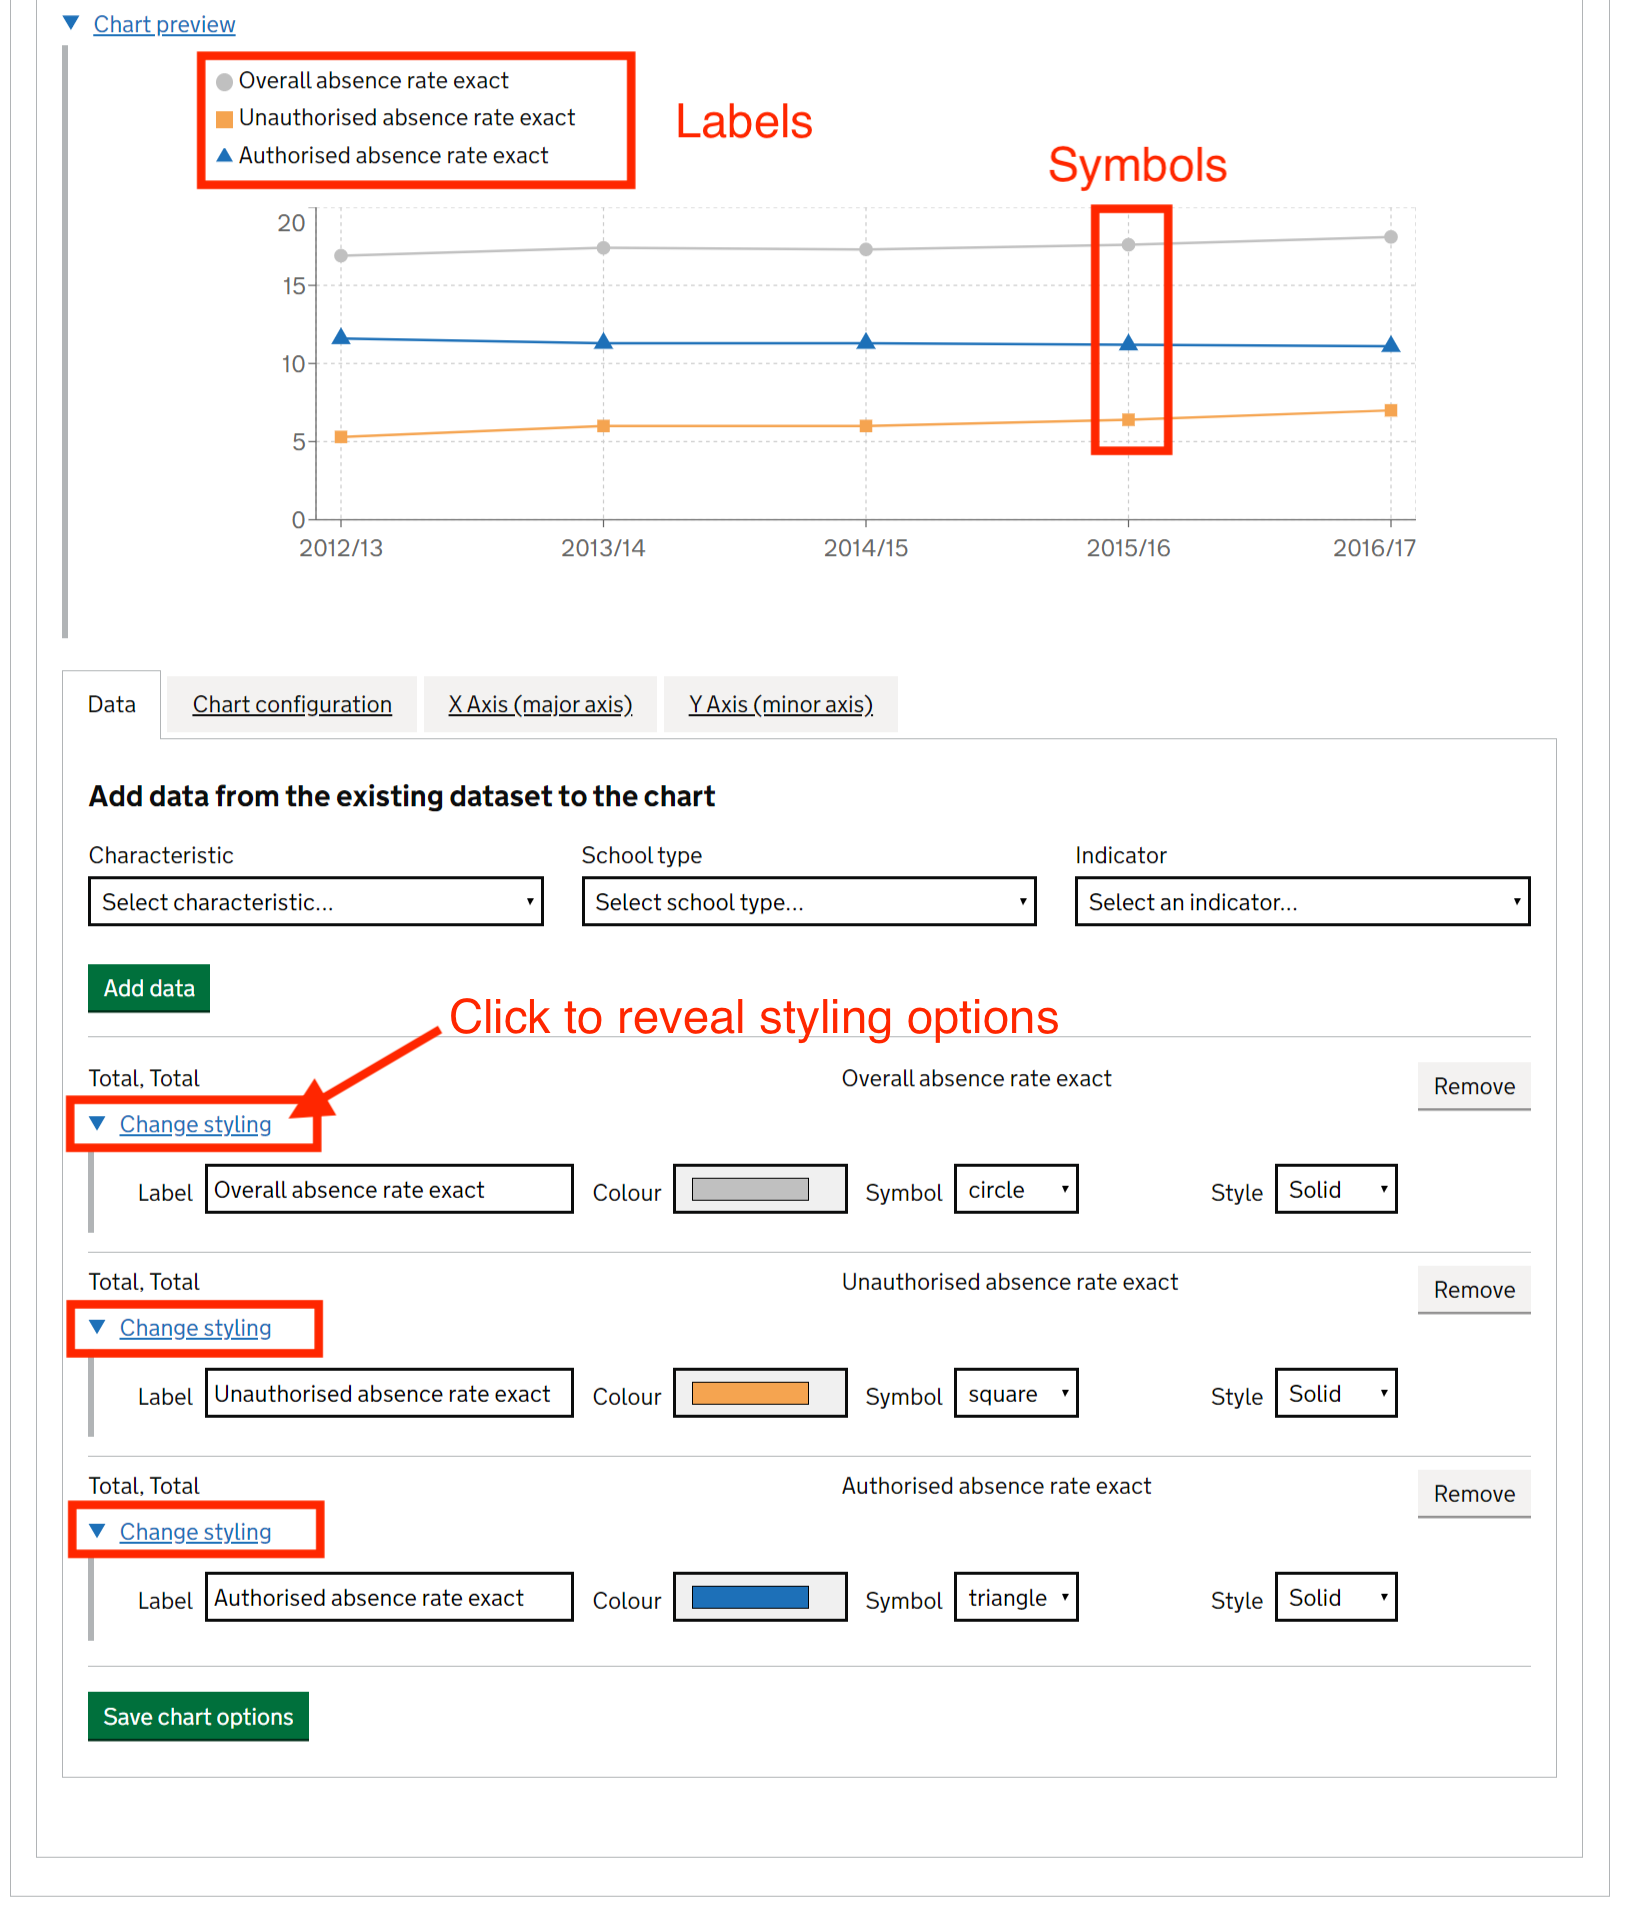 Chart preview
Overall absence rate exact
Unauthorised absence rate exact
Authorised absence rate exact
Labels
Symbols
20
15
10
5
0
2012/13 2013/14 2014/15 2015/16 2016/17
Data Chart configuration X Axis (major axis) Y Axis (minor axis)
Add data from the existing dataset to the chart
Characteristic School type Indicator
Select characteristic... Select school type... Select an indicator...
Add data
Click to reveal styling options
Total, Total Overall absence rate exact Remove
Change styling
Label Overall absence rate exact Colour Symbol circle Style Solid
Total, Total Unauthorised absence rate exact Remove
Change styling
Label Unauthorised absence rate exact Colour Symbol square Style Solid
Total, Total Authorised absence rate exact Remove
Change styling
Label Authorised absence rate exact Colour Symbol triangle Style Solid
Save chart options